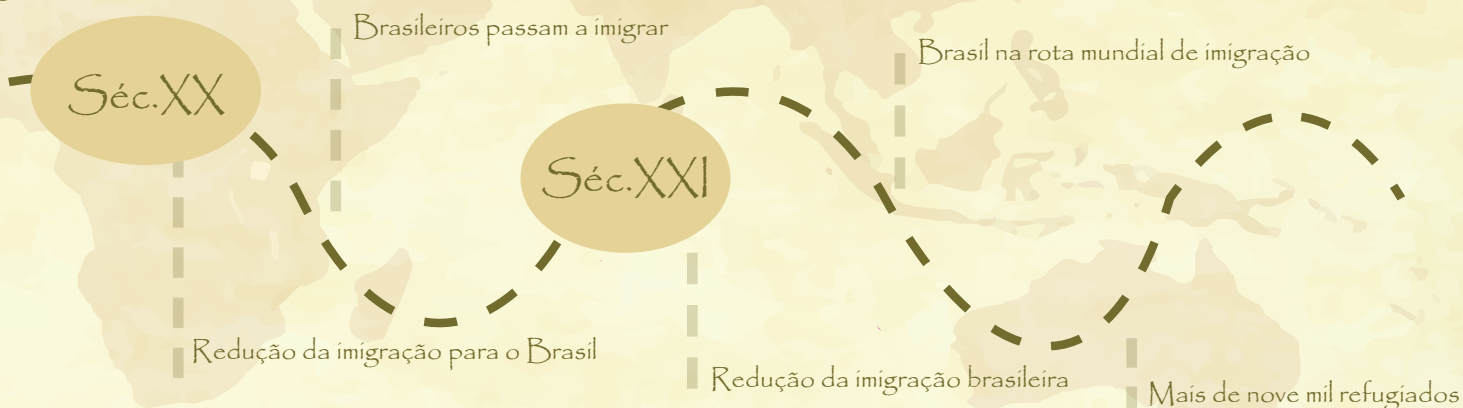 Séc.XX
Brasileiros passam a imigrar
Redução da imigração para o Brasil
Séc.XXI
Redução da imigração brasileira
Brasil na rota mundial de imigração
Mais de nove mil refugiados